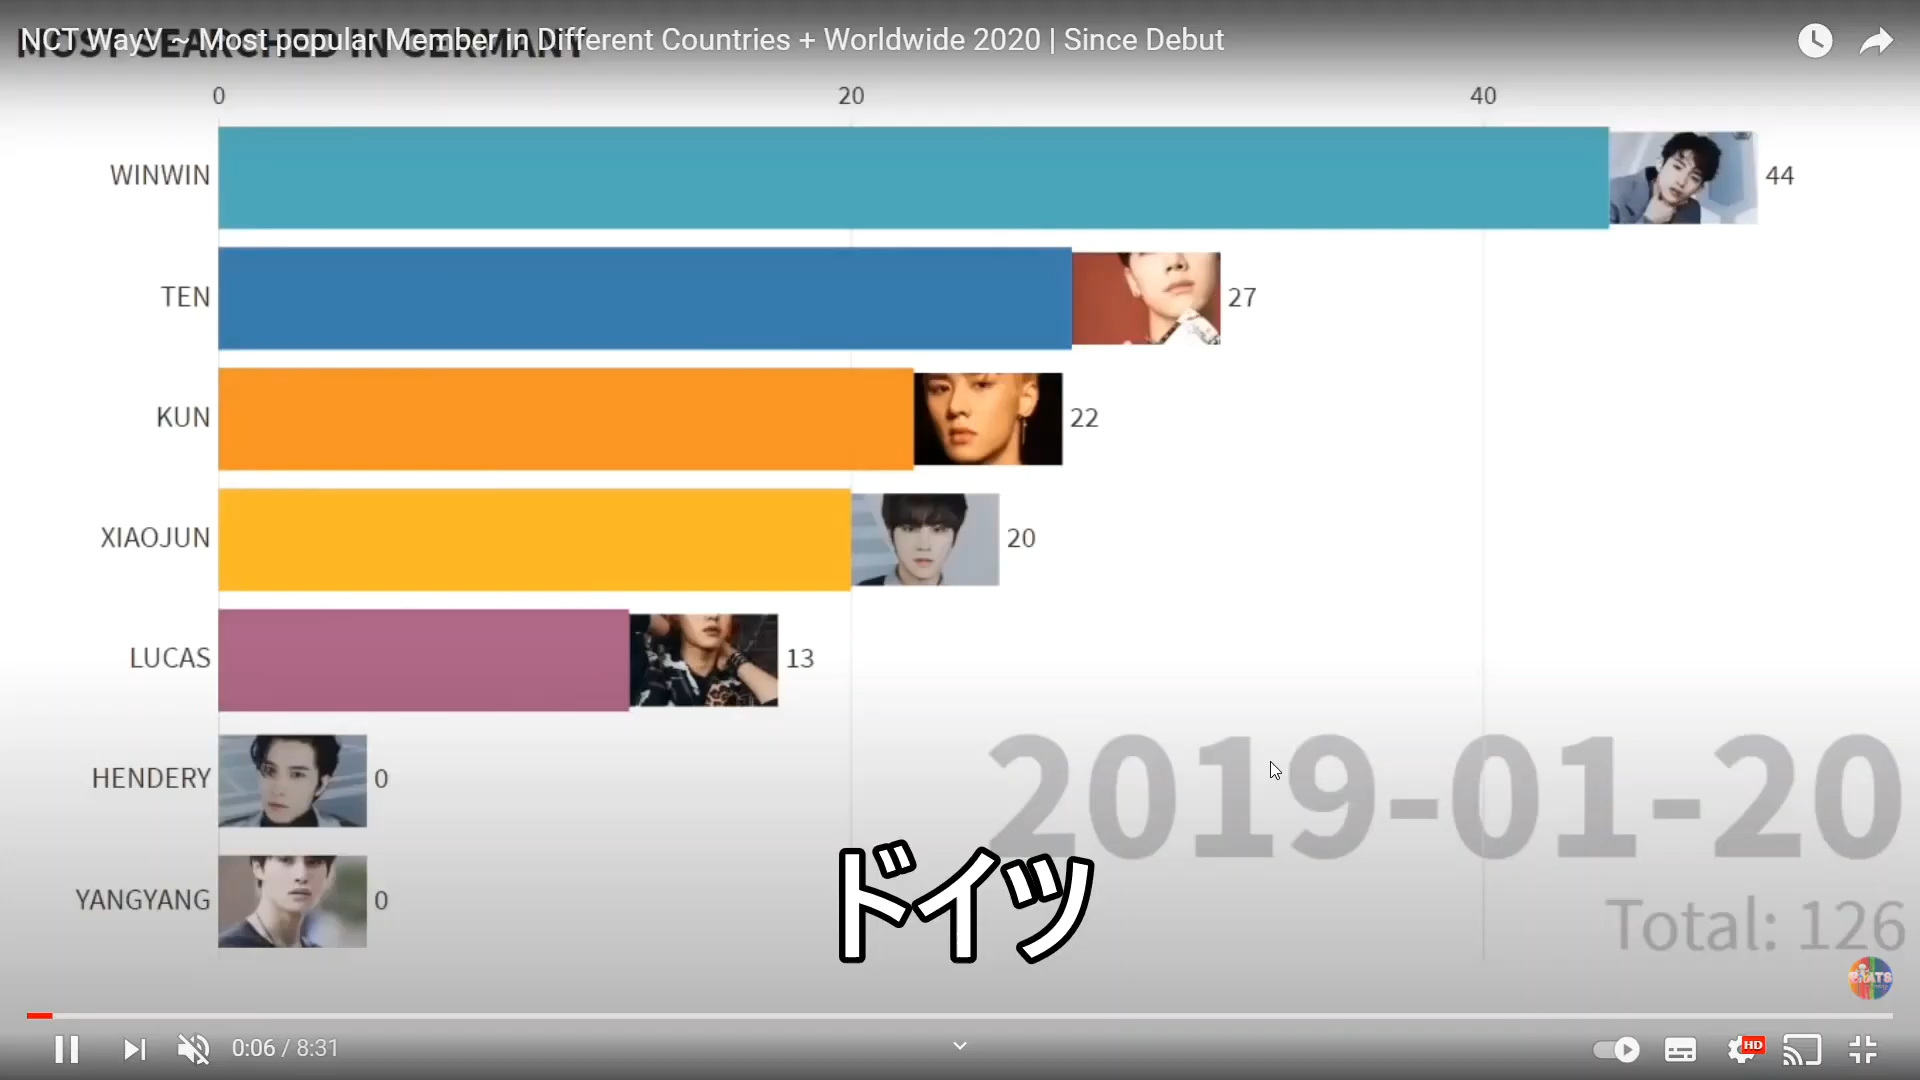 NCT WayV ~ Most popular Member in Different Countries + Worldwide 2020 | Since Debut
MOST SEARCHED IN GERMANY
0 20 40
WINWIN 44
TEN 27
KUN 22
XIAOJUN 20
LUCAS 13
HENDERY 0
YANGYANG 0
2019-01-20
ドイツ
Total: 126
0:06 / 8:31
HD